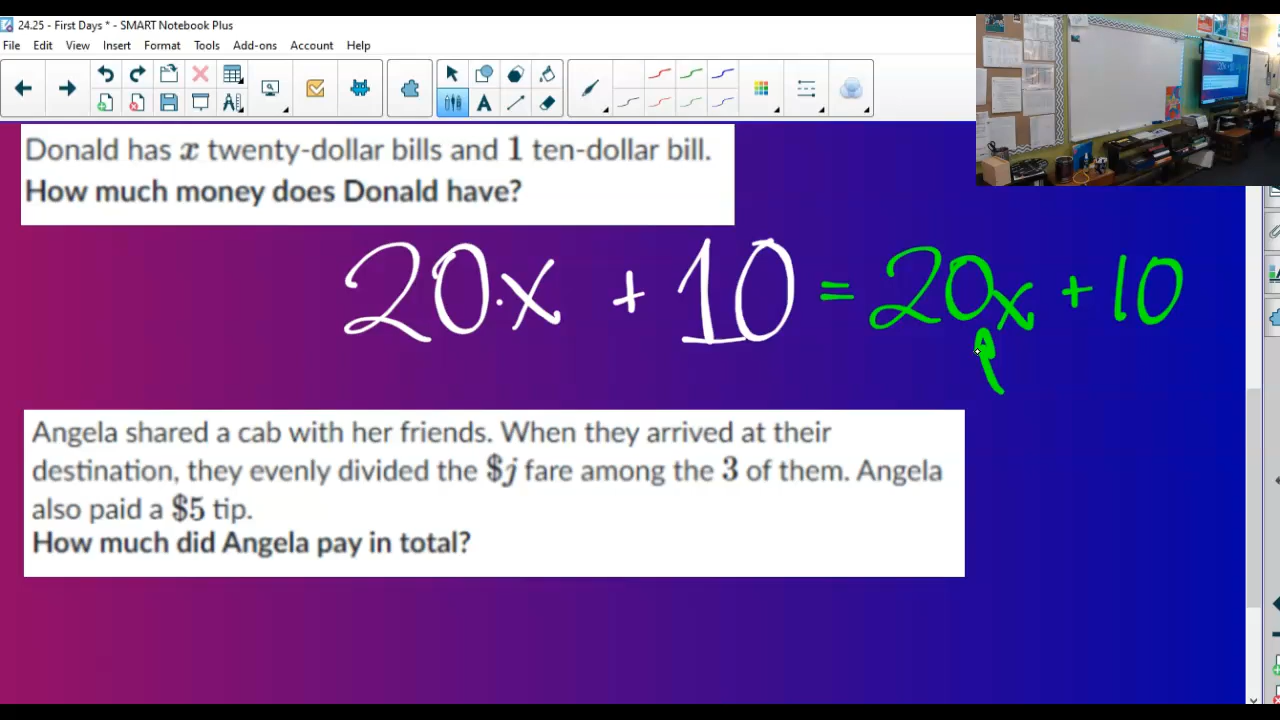 24.25 - First Days * - SMART Notebook Plus
File Edit View Insert Format Tools Add-ons Account Help
Donald has x twenty-dollar bills and 1 ten-dollar bill.
How much money does Donald have?
20·x + 10 = 20x + 10
Angela shared a cab with her friends. When they arrived at their
destination, they evenly divided the $j fare among the 3 of them. Angela
also paid a $5 tip.
How much did Angela pay in total?